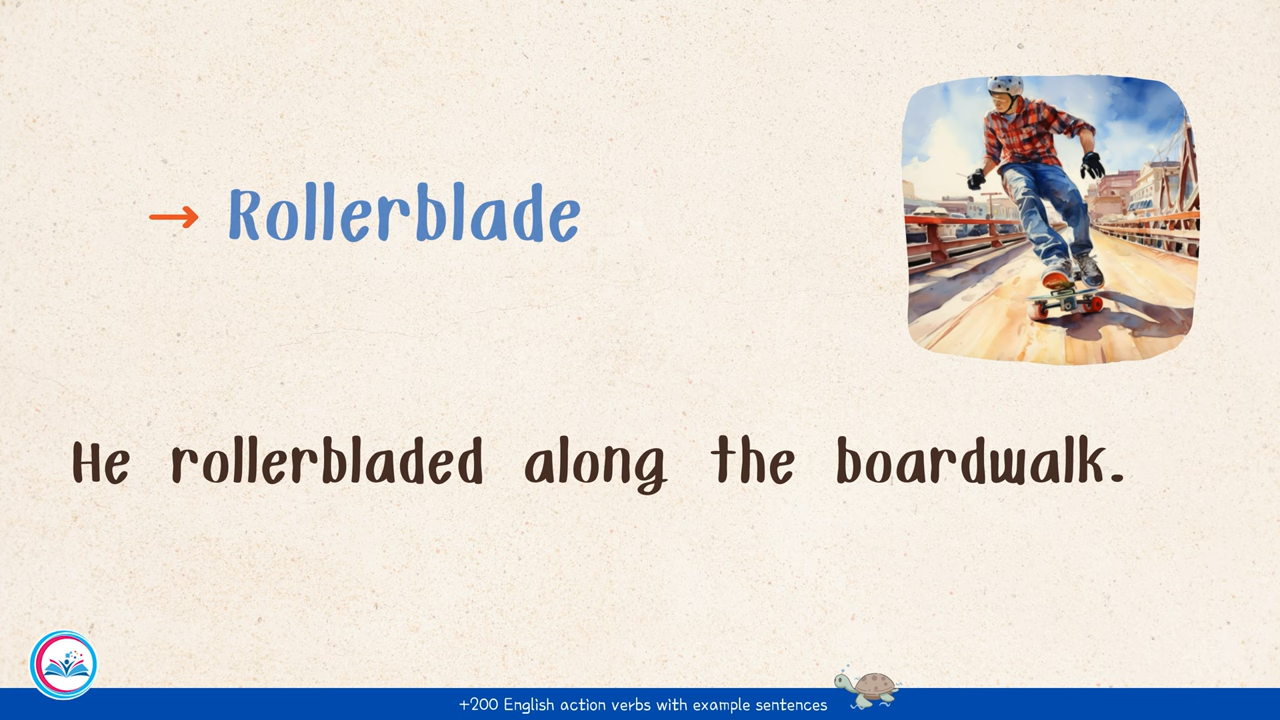 → Rollerblade
He rollerbladed along the boardwalk.
+200 English action verbs with example sentences